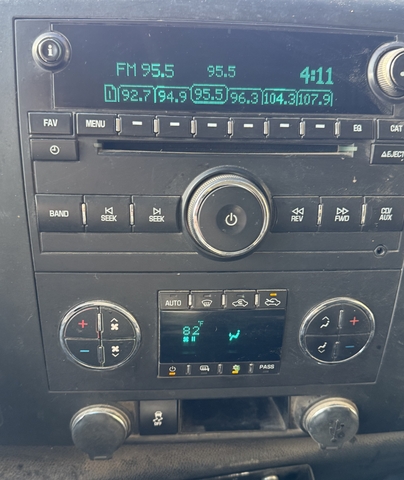 FM 95.5 95.5 4:11
1 92.7 94.9 95.5 96.3 104.3 107.9
FAV MENU EQ CAT
EJECT
BAND SEEK SEEK REV FWD CD/AUX
AUTO
82°F
PASS
OFF